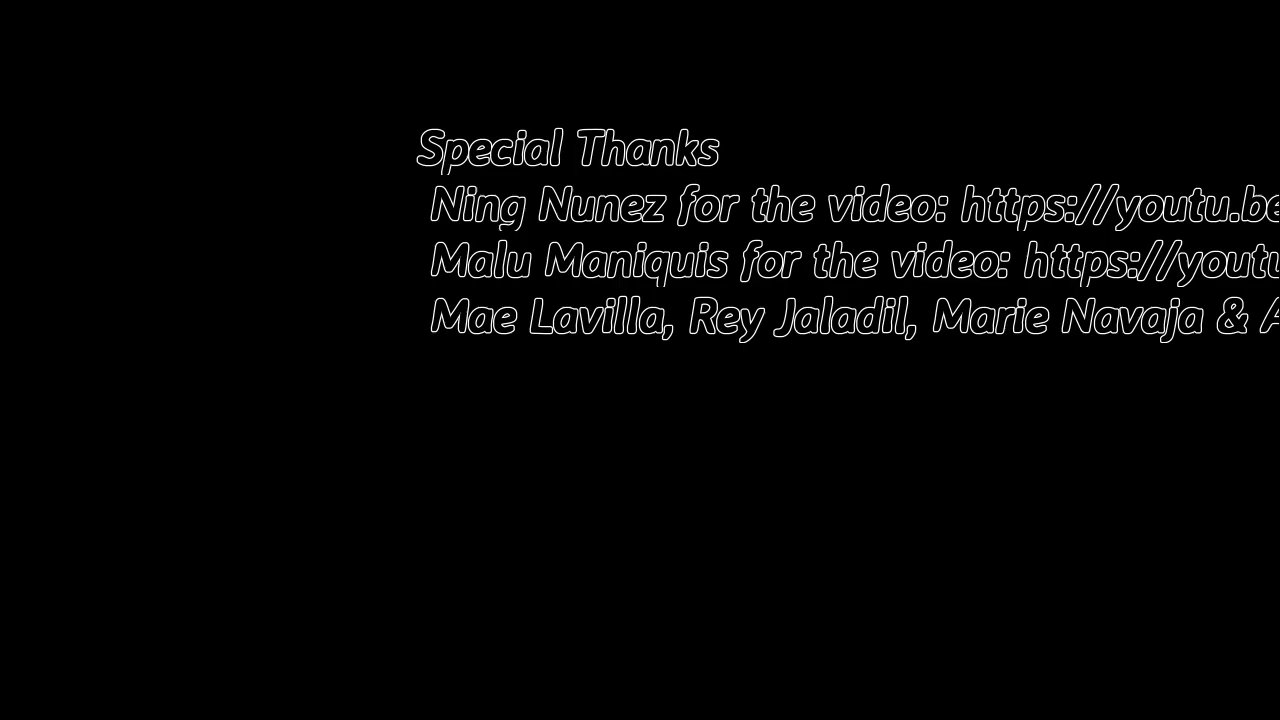 Special Thanks
Ning Nunez for the video: https://youtu.be
Malu Maniquis for the video: https://youtu
Mae Lavilla, Rey Jaladil, Marie Navaja & A